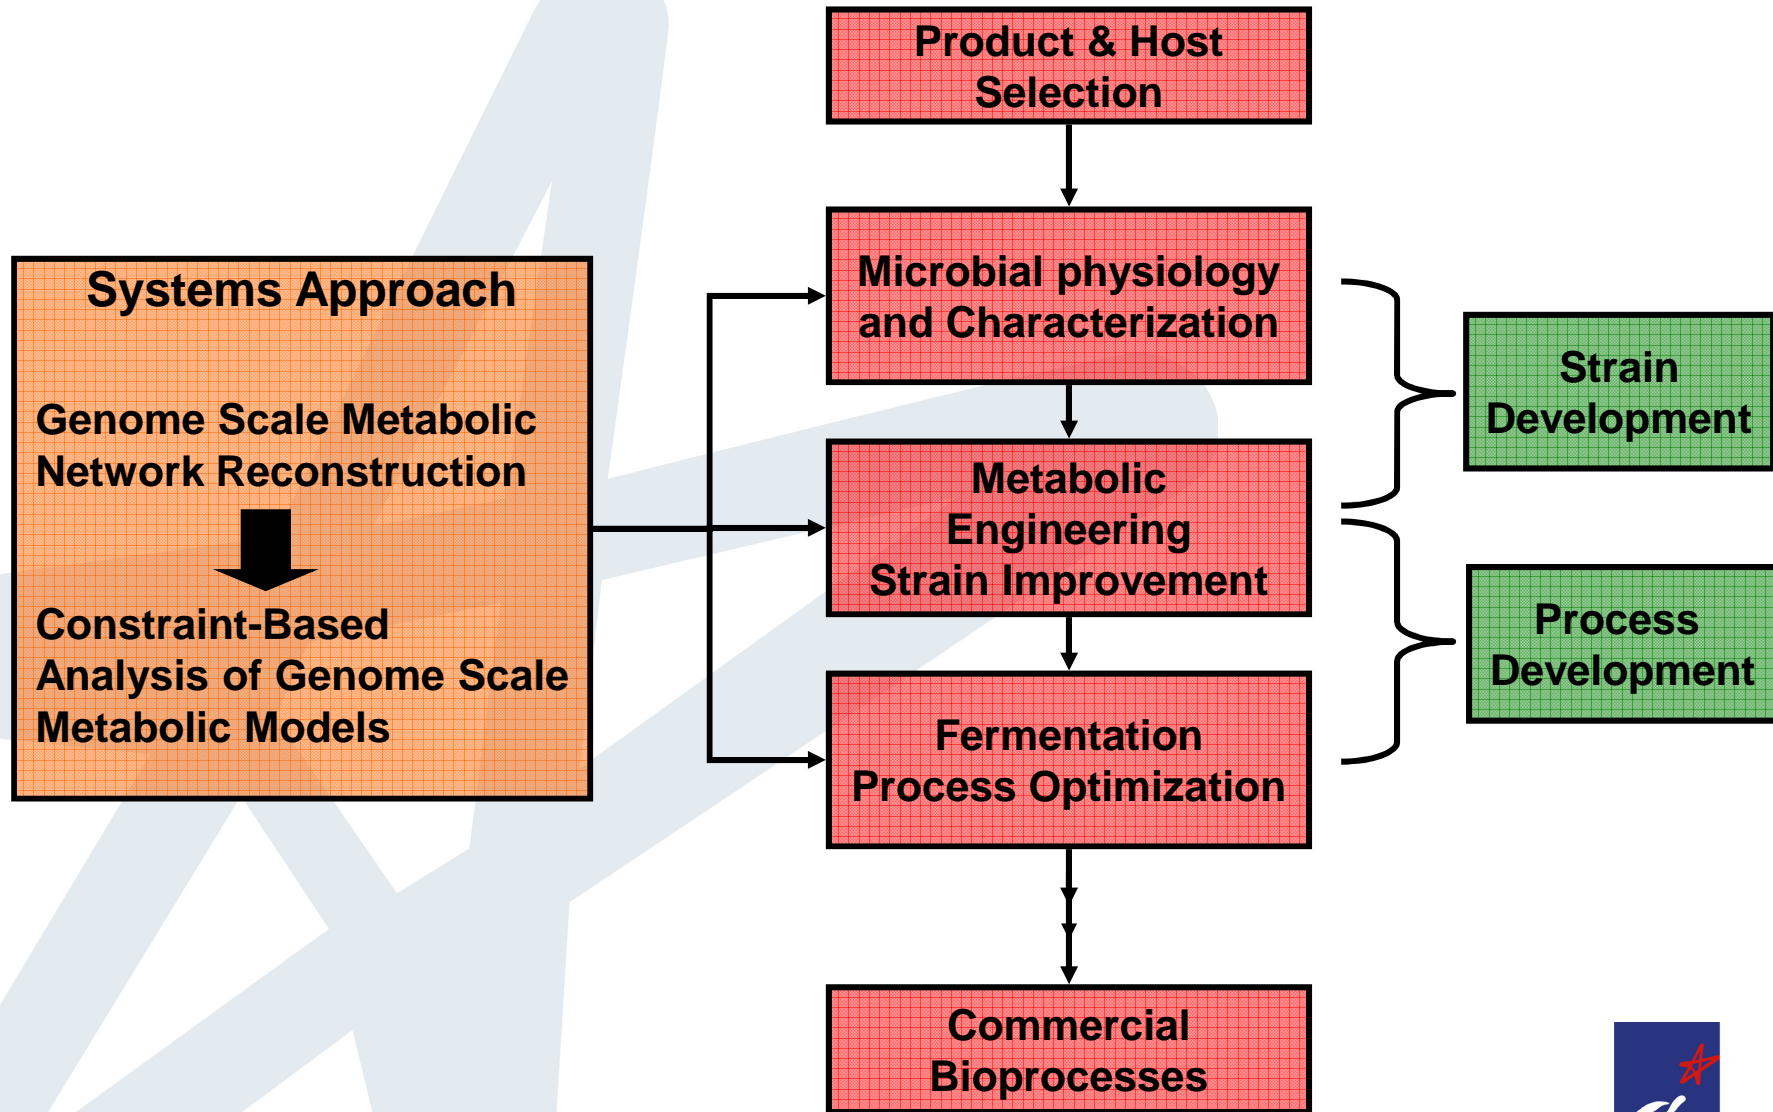 Product & Host
Selection
Systems Approach
Genome Scale Metabolic
Network Reconstruction
Constraint-Based
Analysis of Genome Scale
Metabolic Models
Microbial physiology
and Characterization
Metabolic
Engineering
Strain Improvement
Fermentation
Process Optimization
Commercial
Bioprocesses
Strain
Development
Process
Development